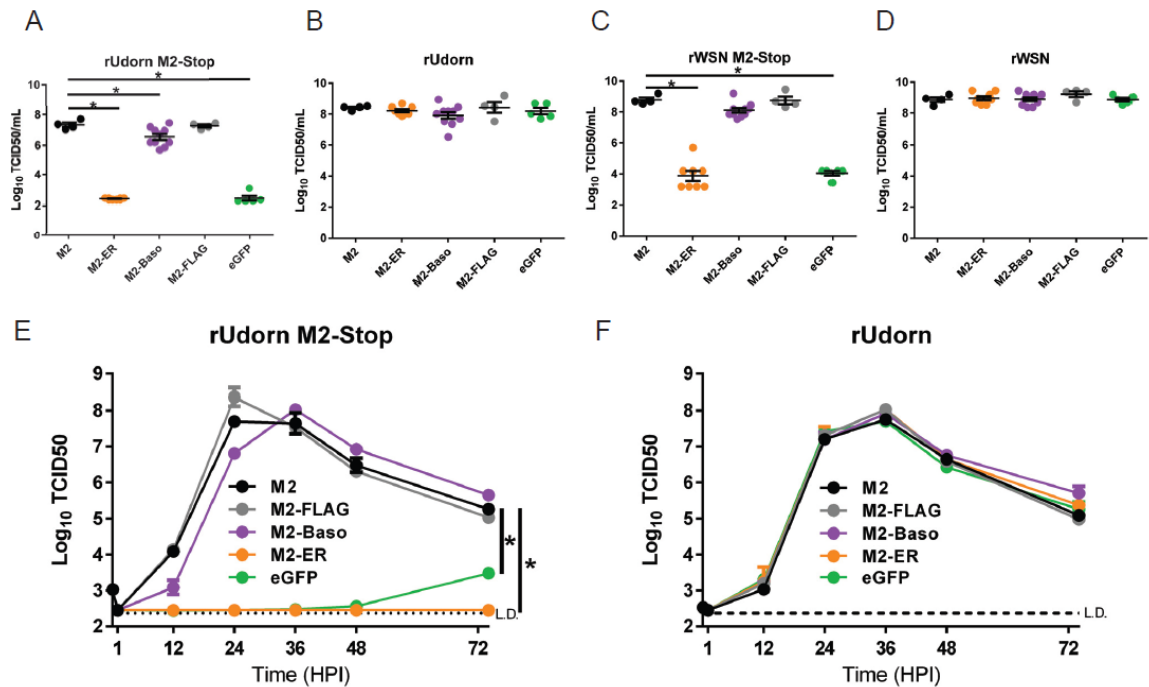 A
rUdorn M2-Stop
*
*
*
Log10 TCID50/mL
10
8
6
4
2
0
M2
M2-ER
M2-Baso
M2-FLAG
eGFP
B
rUdorn
Log10 TCID50/mL
10
8
6
4
2
0
M2
M2-ER
M2-Baso
M2-FLAG
eGFP
C
rWSN M2-Stop
*
*
Log10 TCID50/mL
10
8
6
4
2
0
M2
M2-ER
M2-Baso
M2-FLAG
eGFP
D
rWSN
Log10 TCID50/mL
10
8
6
4
2
0
M2
M2-ER
M2-Baso
M2-FLAG
eGFP
E
rUdorn M2-Stop
Log10 TCID50
9
8
7
6
5
4
3
2
M2
M2-FLAG
M2-Baso
M2-ER
eGFP
*
*
L.D.
1 12 24 36 48 72
Time (HPI)
F
rUdorn
Log10 TCID50
9
8
7
6
5
4
3
2
M2
M2-FLAG
M2-Baso
M2-ER
eGFP
L.D.
1 12 24 36 48 72
Time (HPI)